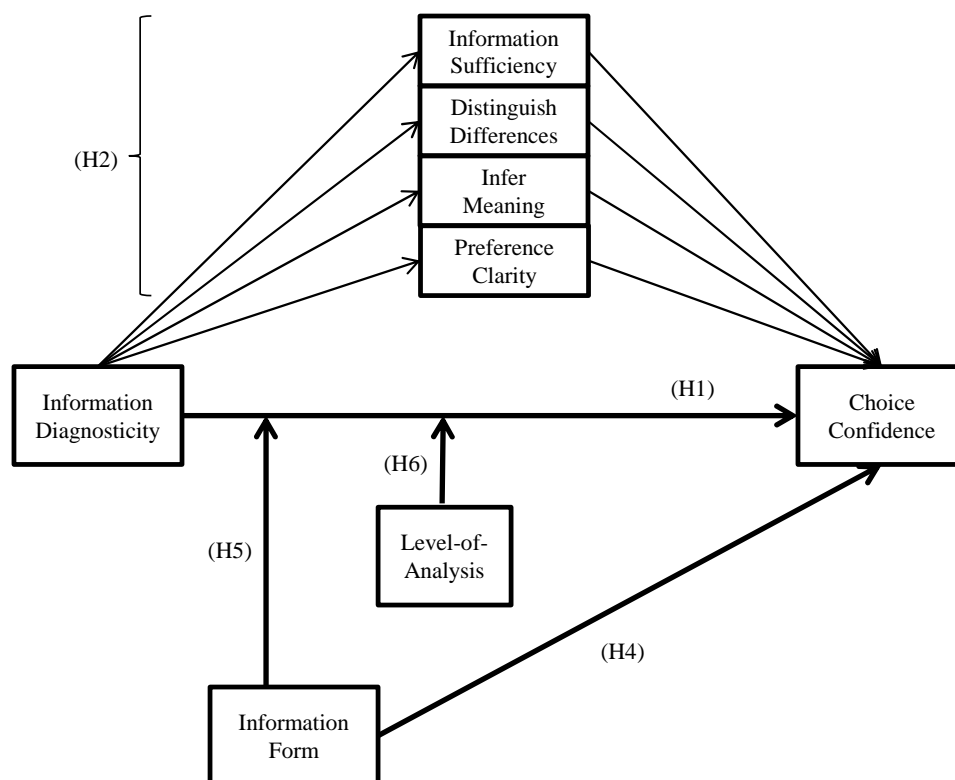 Information
Sufficiency
Distinguish
Differences
(H2)
Infer
Meaning
Preference
Clarity
Information
Diagnosticity
(H1)
Choice
Confidence
(H6)
(H5)
Level-of-
Analysis
(H4)
Information
Form